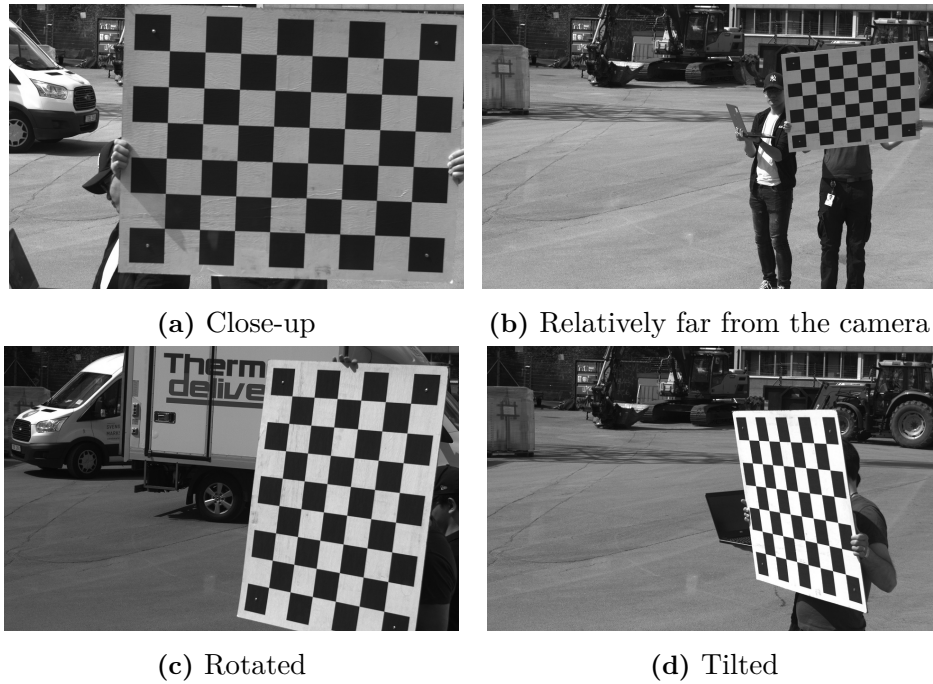 (a) Close-up
(b) Relatively far from the camera
Therm
delive
(c) Rotated
(d) Tilted